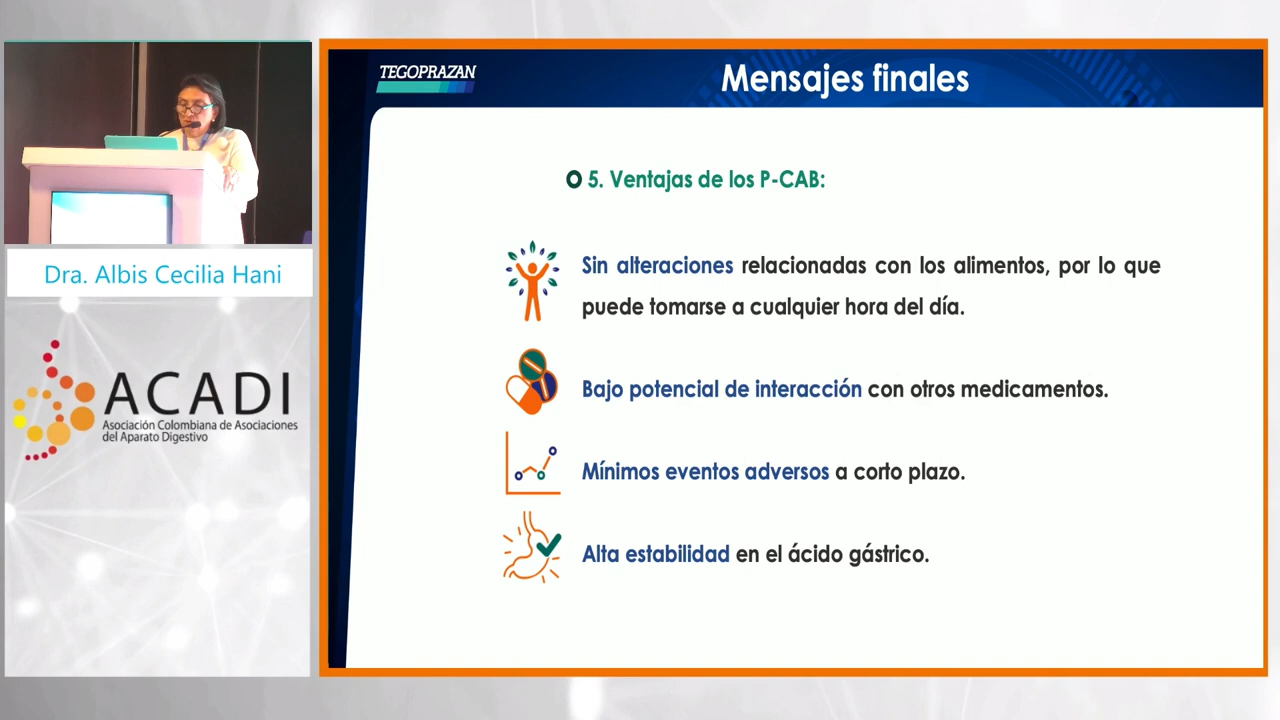 TEGOPRAZAN
Mensajes finales
5. Ventajas de los P-CAB:
Sin alteraciones relacionadas con los alimentos, por lo que
puede tomarse a cualquier hora del día.
Bajo potencial de interacción con otros medicamentos.
Mínimos eventos adversos a corto plazo.
Alta estabilidad en el ácido gástrico.
Dra. Albis Cecilia Hani
ACADI
Asociación Colombiana de Asociaciones
del Aparato Digestivo